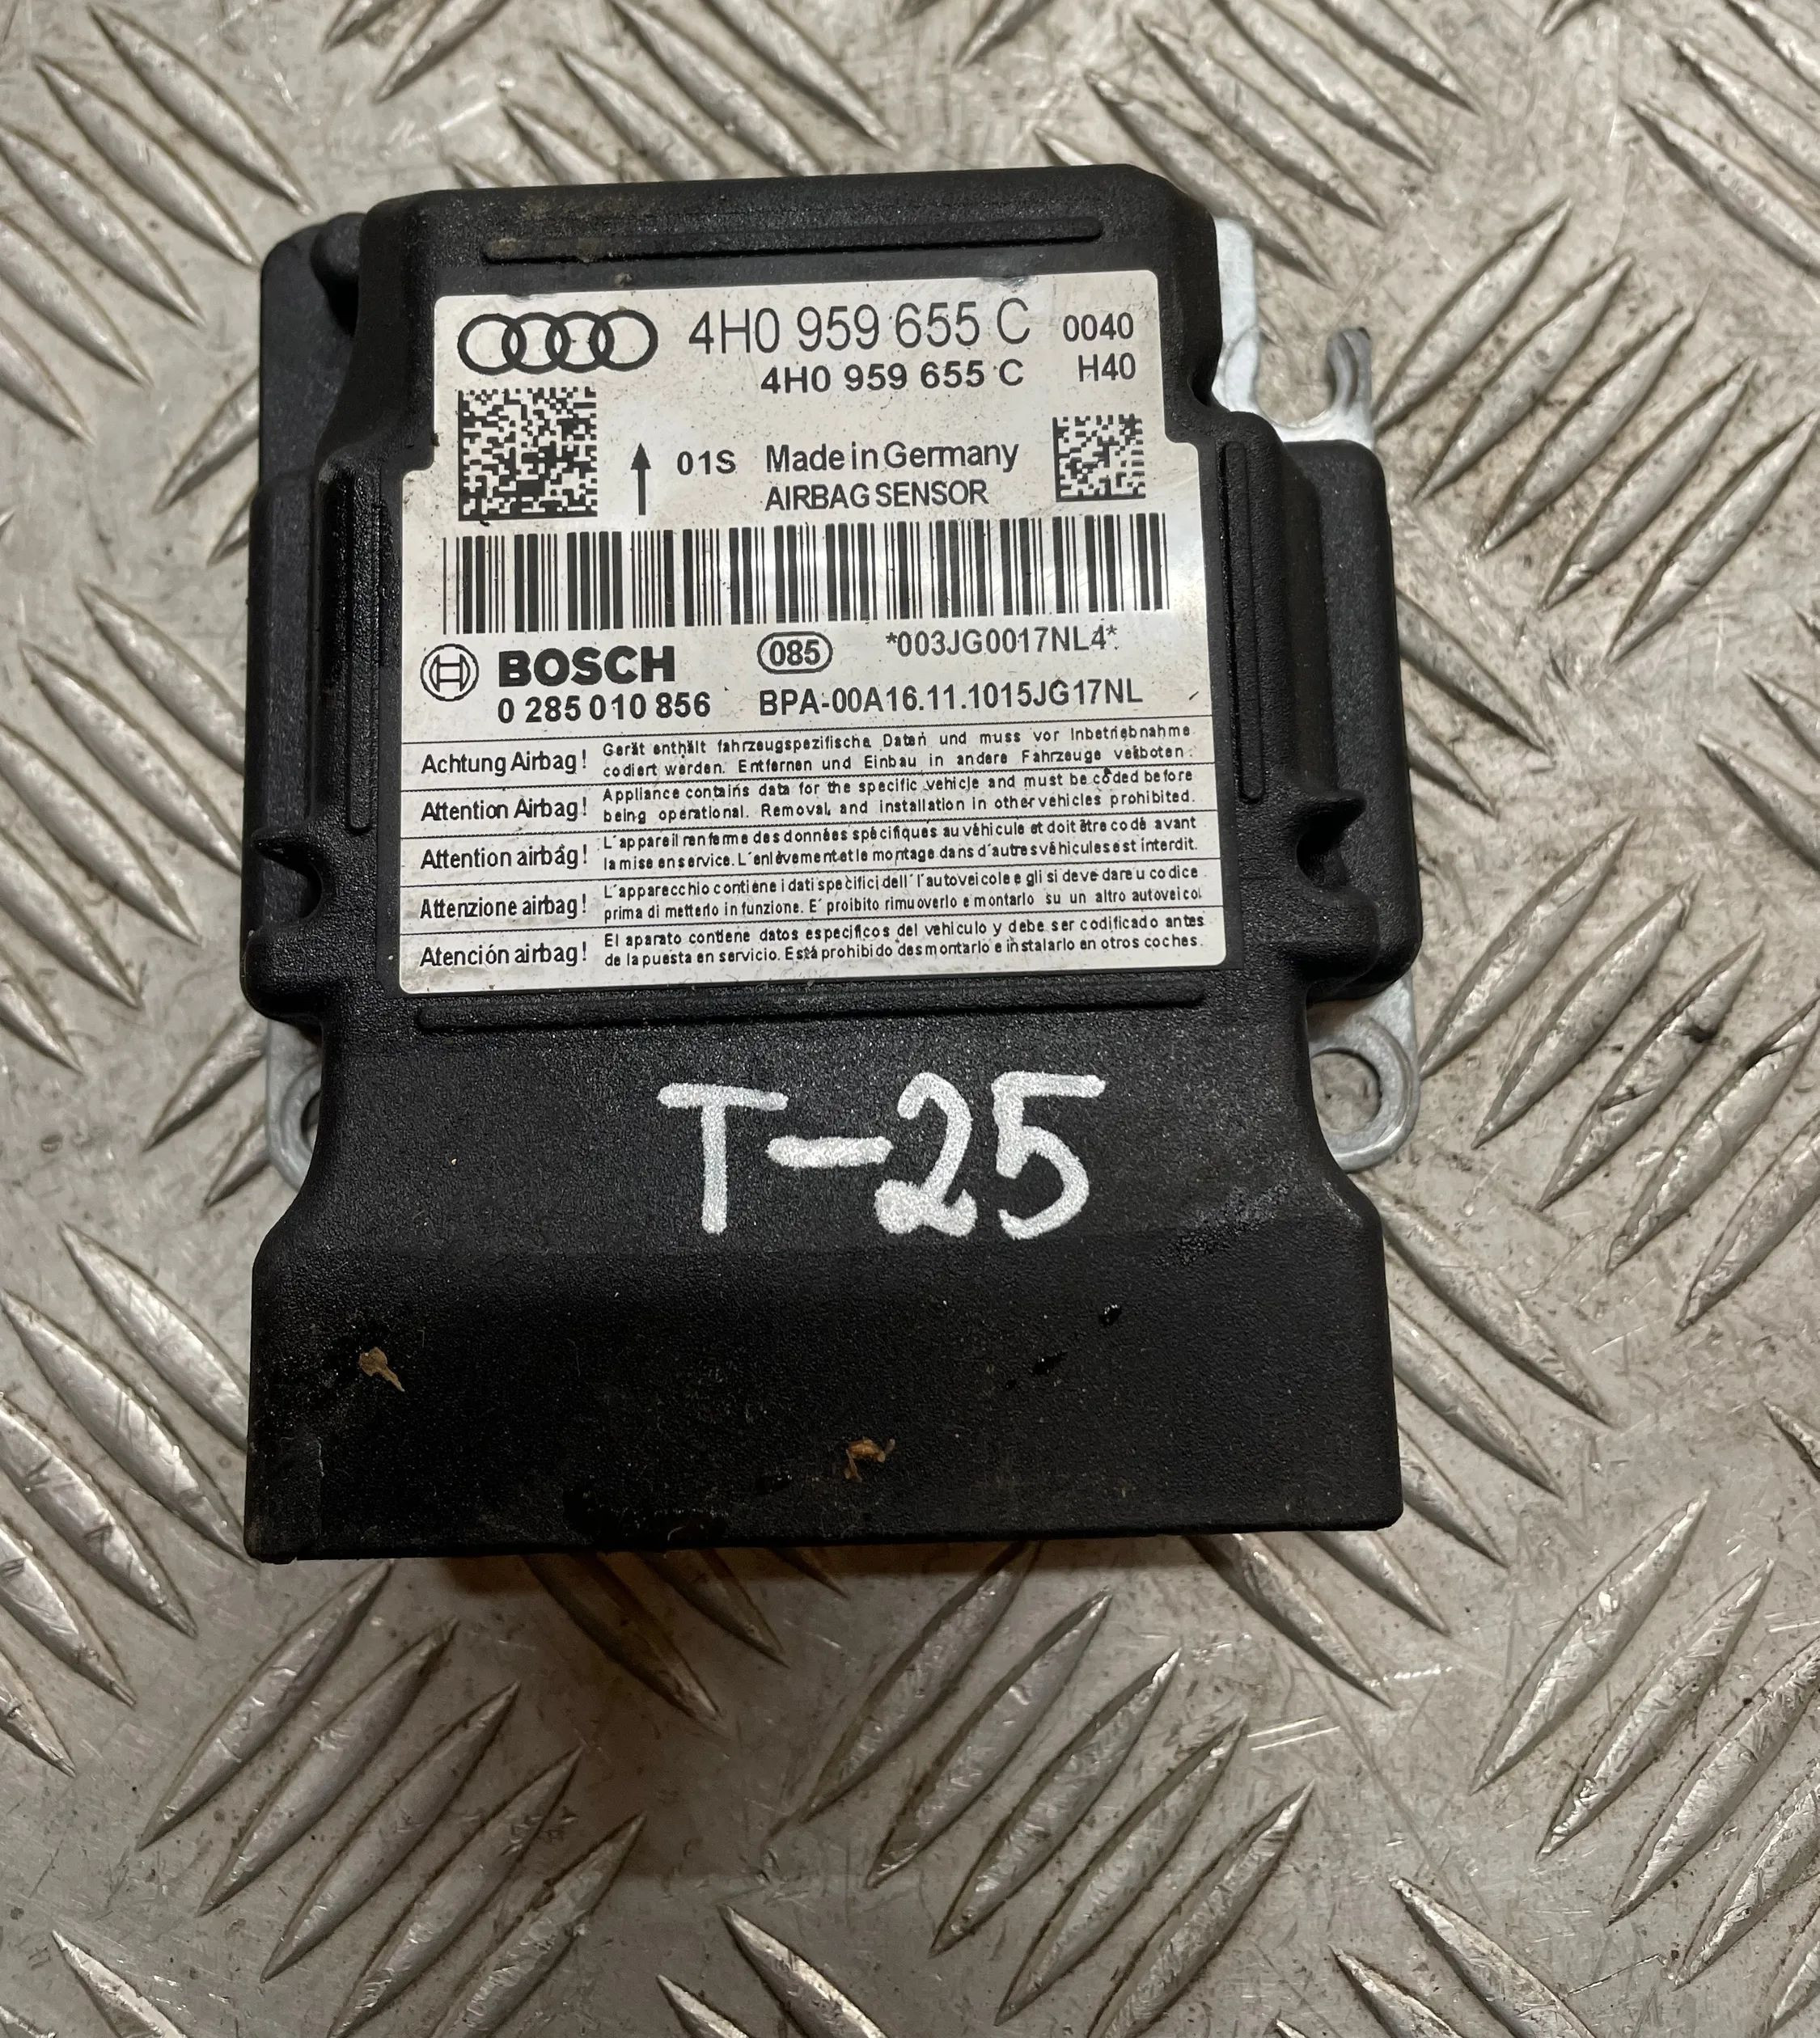 4H0 959 655 C 0040
4H0 959 655 C H40
01S Made in Germany
AIRBAG SENSOR
BOSCH 085 *003JG0017NL4*
0 285 010 856 BPA-00A16.11.1015JG17NL
Achtung Airbag! Gerät enthält fahrzeugspezifische Daten und muss vor Inbetriebnahme
codiert werden. Entfernen und Einbau in andere Fahrzeuge verboten.
Attention Airbag! Appliance contains data for the specific vehicle and must be coded before
being operational. Removal, and installation in other vehicles prohibited.
Attention airbag! L'appareil renferme des données spécifiques au véhicule et doit être codé avant
la mise en service. L'enlèvement et le montage dans d'autres véhicules est interdit.
Attenzione airbag! L'apparecchio contiene i dati specifici dell' l'autoveicolo e gli si deve dare u codice
prima di metterlo in funzione. E' proibito rimuoverlo e montarlo su un altro autoveicol
Atención airbag! El aparato contiene datos especificos del vehiculo y debe ser codificado antes
de la puesta en servicio. Está prohibido desmontarlo e instalarlo en otros coches.
T-25